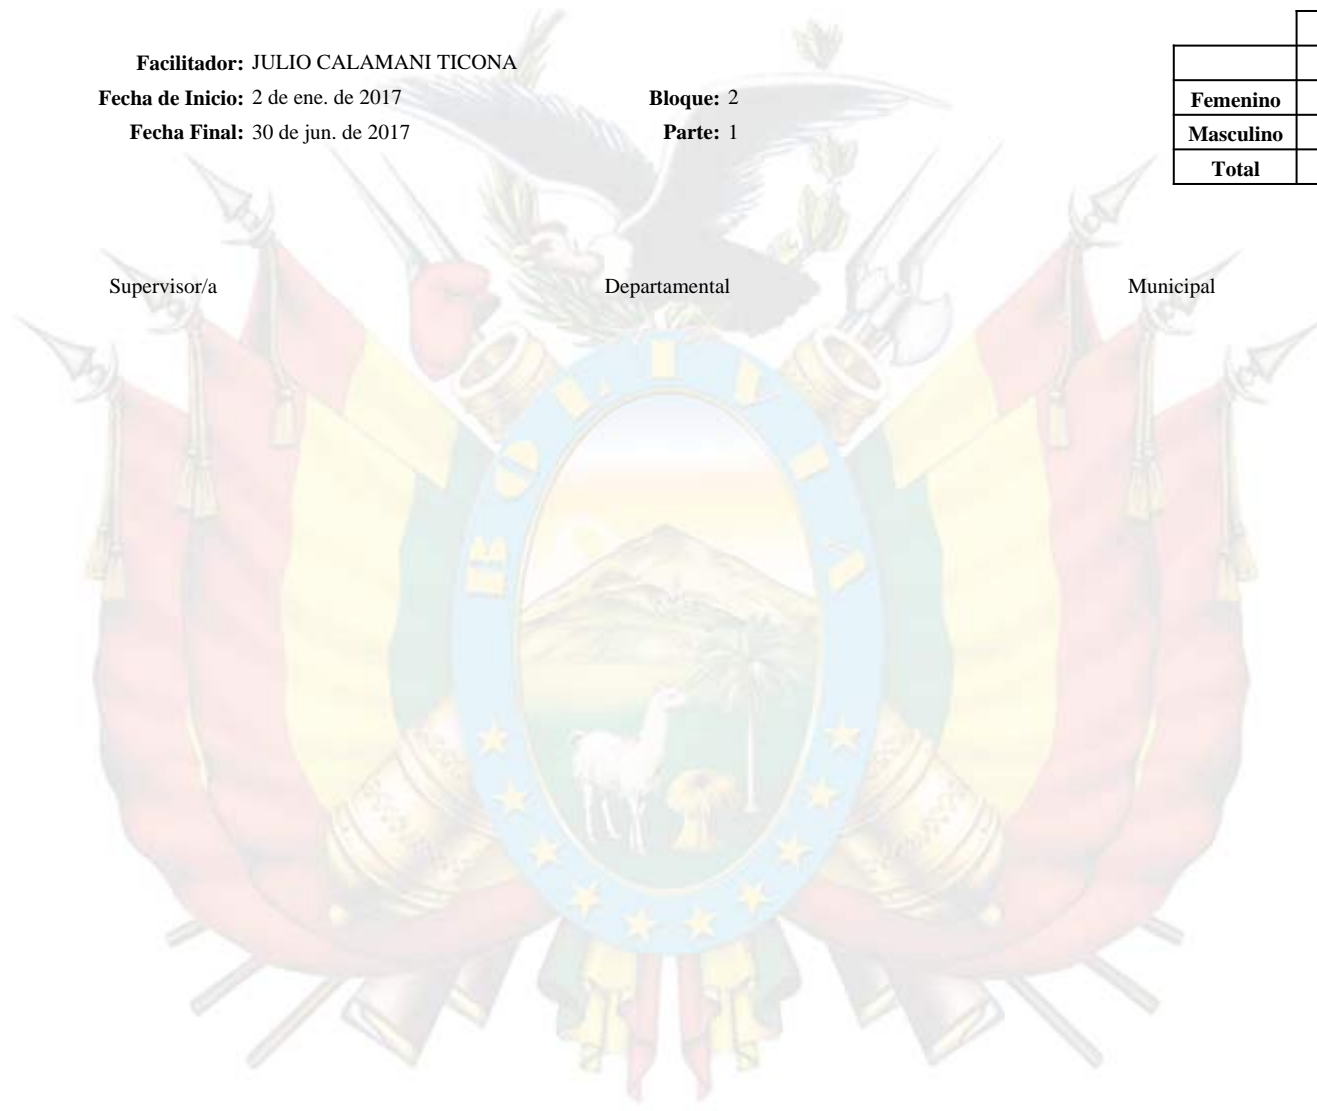 Facilitador: JULIO CALAMANI TICONA
Fecha de Inicio: 2 de ene. de 2017 Bloque: 2
Fecha Final: 30 de jun. de 2017 Parte: 1
Femenino
Masculino
Total
Supervisor/a Departamental Municipal
BOLIVIA